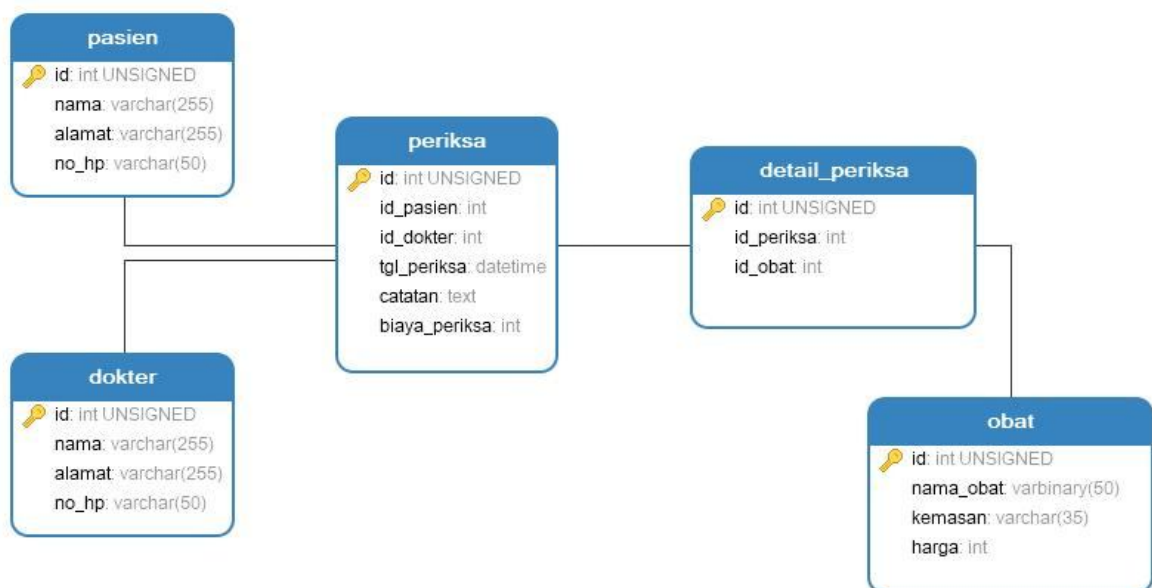 pasien
id: int UNSIGNED
nama: varchar(255)
alamat: varchar(255)
no_hp: varchar(50)
periksa
id: int UNSIGNED
id_pasien: int
id_dokter: int
tgl_periksa: datetime
catatan: text
biaya_periksa: int
detail_periksa
id: int UNSIGNED
id_periksa: int
id_obat: int
dokter
id: int UNSIGNED
nama: varchar(255)
alamat: varchar(255)
no_hp: varchar(50)
obat
id: int UNSIGNED
nama_obat: varbinary(50)
kemasan: varchar(35)
harga: int